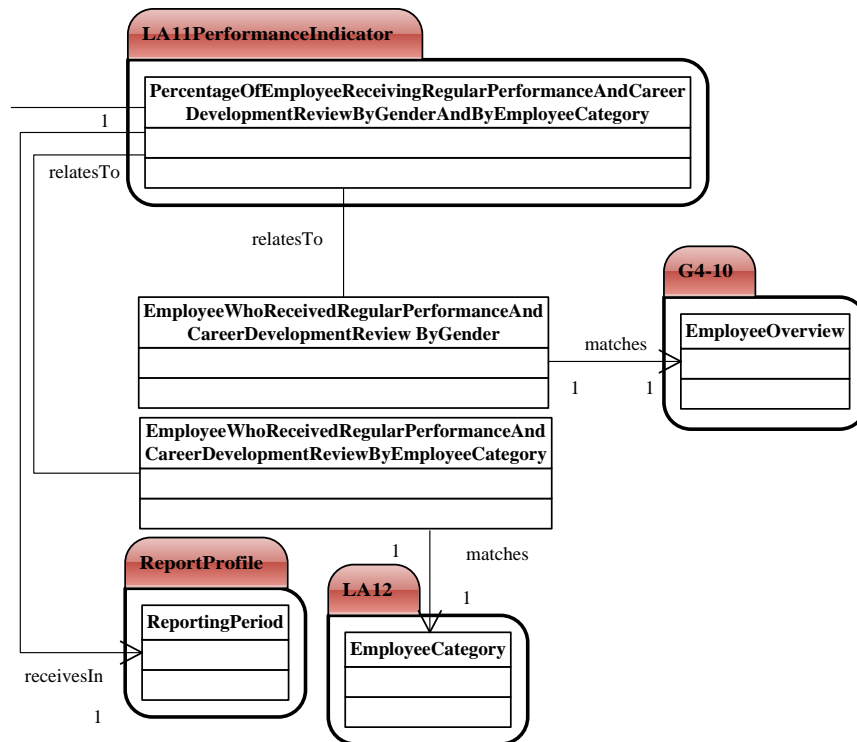 LA11PerformanceIndicator
PercentageOfEmployeeReceivingRegularPerformanceAndCareer
DevelopmentReviewByGenderAndByEmployeeCategory
1
relatesTo
relatesTo
G4-10
EmployeeWhoReceivedRegularPerformanceAnd
CareerDevelopmentReview ByGender
EmployeeOverview
matches
1
1
EmployeeWhoReceivedRegularPerformanceAnd
CareerDevelopmentReviewByEmployeeCategory
1
matches
ReportProfile
LA12
1
ReportingPeriod
EmployeeCategory
receivesIn
1